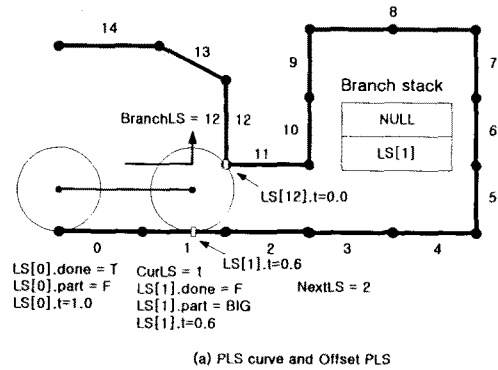 14
8
13
9
7
Branch stack
BranchLS = 12
12
NULL
10
6
LS[1]
11
LS[12].t=0.0
5
0
1
2
3
4
LS[1].t=0.6
LS[0].done = T
LS[0].part = F
LS[0].t=1.0
CurLS = t
LS[1].done = F
LS[1].part = BIG
LS[1].t=0.6
NextLS = 2
(a) PLS curve and Offset PLS